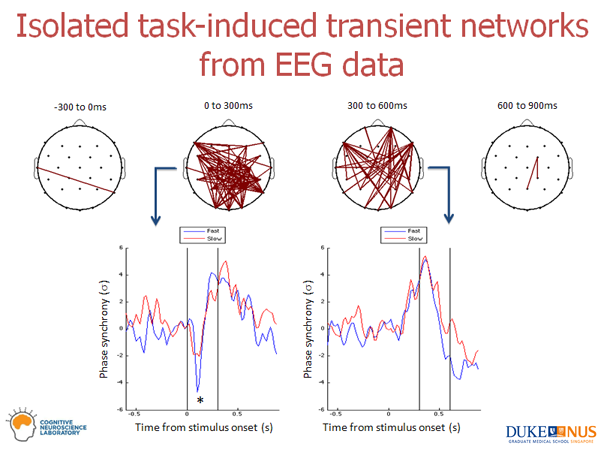 Isolated task-induced transient networks
from EEG data
-300 to 0ms
0 to 300ms
300 to 600ms
600 to 900ms
Fast
Slow
Phase synchrony (σ)
6
4
2
0
-2
-4
-6
*
-0.5
0
0.5
Time from stimulus onset (s)
Fast
Slow
Phase synchrony (σ)
6
4
2
0
-2
-4
-6
-0.5
0
0.5
Time from stimulus onset (s)
COGNITIVE
NEUROSCIENCE
LABORATORY
DUKE NUS
GRADUATE MEDICAL SCHOOL SINGAPORE